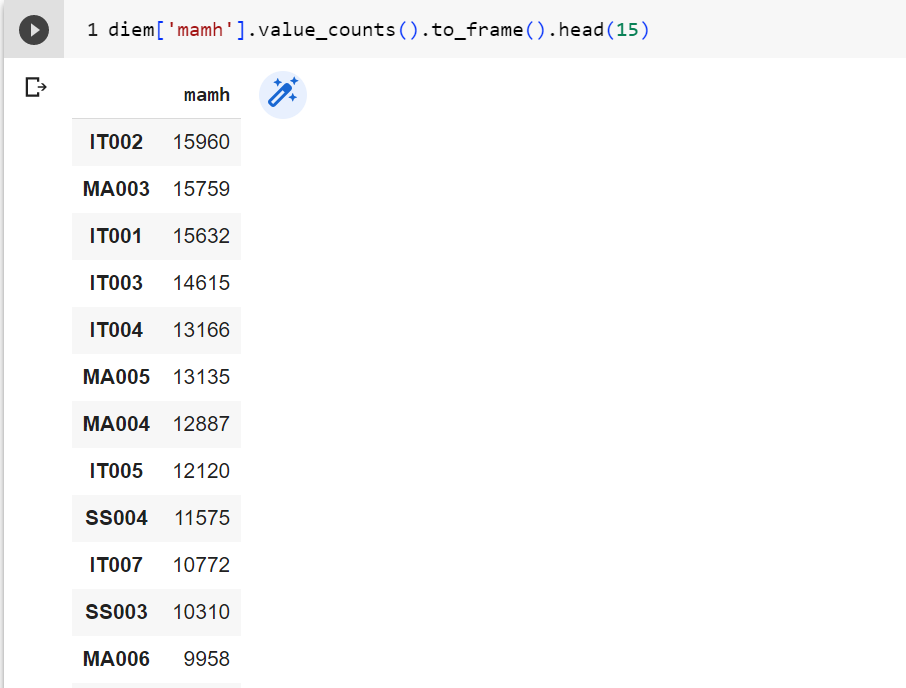 1 diem['mamh'].value_counts().to_frame().head(15)
mamh
IT002 15960
MA003 15759
IT001 15632
IT003 14615
IT004 13166
MA005 13135
MA004 12887
IT005 12120
SS004 11575
IT007 10772
SS003 10310
MA006 9958